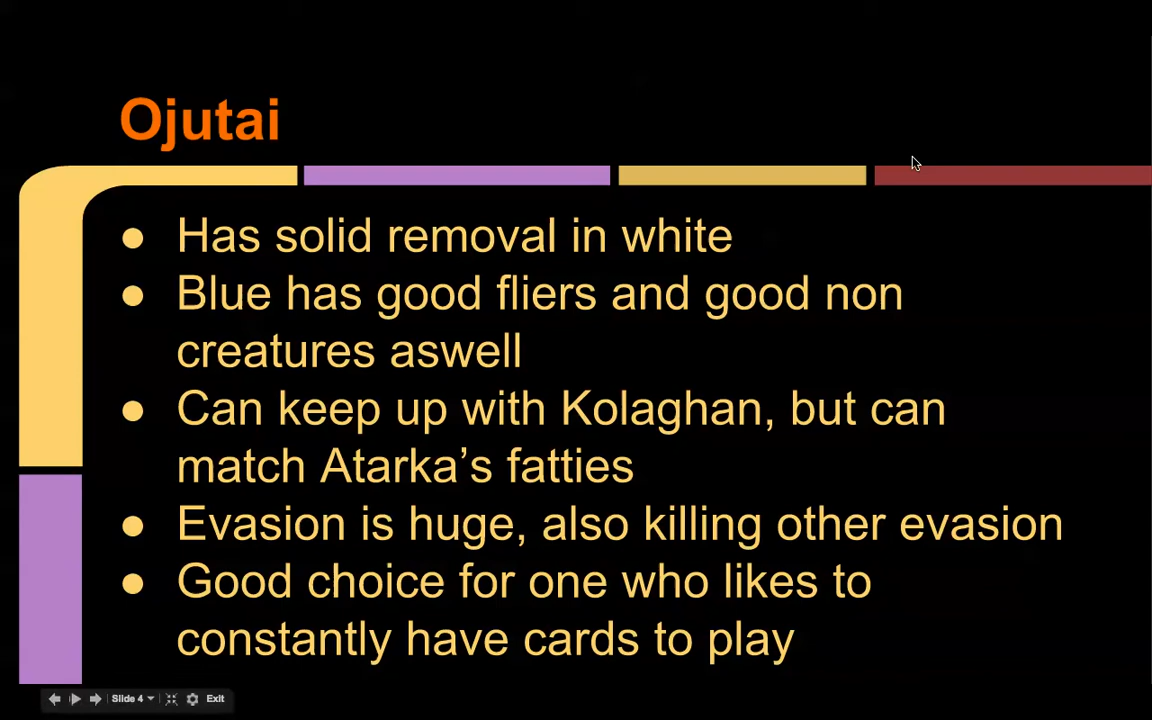 Ojutai
● Has solid removal in white
● Blue has good fliers and good non
creatures aswell
● Can keep up with Kolaghan, but can
match Atarka’s fatties
● Evasion is huge, also killing other evasion
● Good choice for one who likes to
constantly have cards to play
Slide 4 Exit